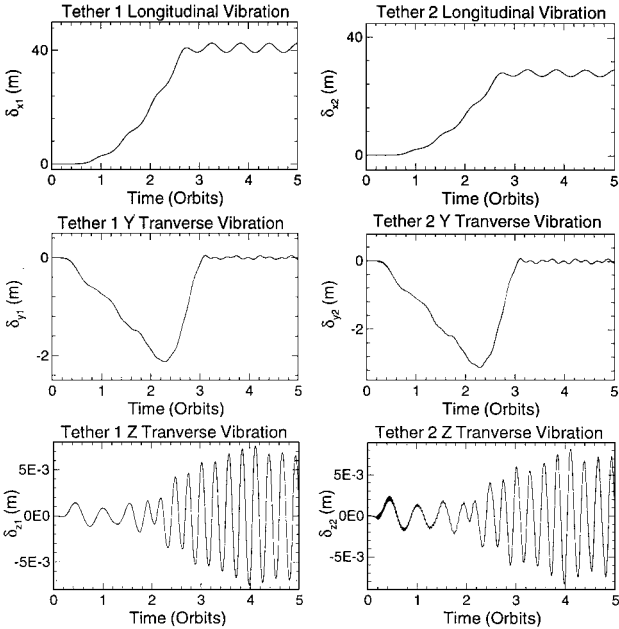 Tether 1 Longitudinal Vibration
40
0
δx1 (m)
0 1 2 3 4 5
Time (Orbits)
Tether 2 Longitudinal Vibration
40
0
δx2 (m)
0 1 2 3 4 5
Time (Orbits)
Tether 1 Y Tranverse Vibration
0
-2
δy1 (m)
0 1 2 3 4 5
Time (Orbits)
Tether 2 Y Tranverse Vibration
0
-2
δy2 (m)
0 1 2 3 4 5
Time (Orbits)
Tether 1 Z Tranverse Vibration
5E-3
0E0
-5E-3
δz1 (m)
0 1 2 3 4 5
Time (Orbits)
Tether 2 Z Tranverse Vibration
5E-3
0E0
-5E-3
δz2 (m)
0 1 2 3 4 5
Time (Orbits)